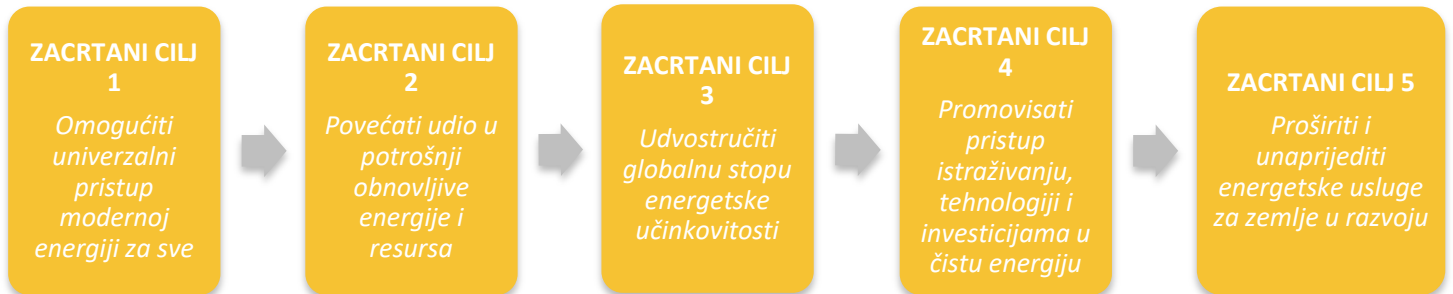 ZACRTANI CILJ
1
Omogućiti
univerzalni
pristup
modernoj
energiji za sve
ZACRTANI CILJ
2
Povećati udio u
potrošnji
obnovljive
energije i
resursa
ZACRTANI CILJ
3
Udvostručiti
globalnu stopu
energetske
učinkovitosti
ZACRTANI CILJ
4
Promovisati
pristup
istraživanju,
tehnologiji i
investicijama u
čistu energiju
ZACRTANI CILJ 5
Proširiti i
unaprijediti
energetske usluge
za zemlje u razvoju